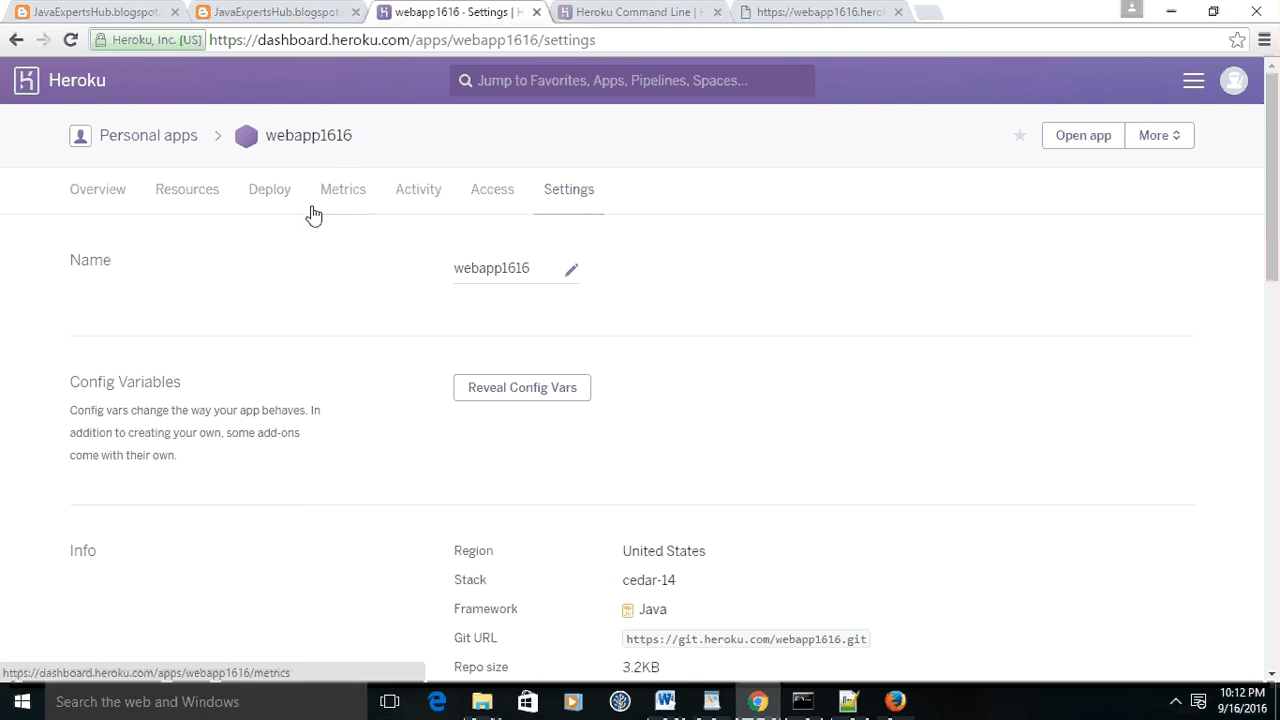 JavaExpertsHub.blogspot.
JavaExpertsHub.blogspot.
webapp1616 · Settings | H
Heroku Command Line | H
https://webapp1616.herok
Heroku, Inc. [US] https://dashboard.heroku.com/apps/webapp1616/settings
Heroku
Jump to Favorites, Apps, Pipelines, Spaces...
Personal apps > webapp1616
Open app
More
Overview
Resources
Deploy
Metrics
Activity
Access
Settings
Name
webapp1616
Config Variables
Reveal Config Vars
Config vars change the way your app behaves. In
addition to creating your own, some add-ons
come with their own.
Info
Region United States
Stack cedar-14
Framework Java
Git URL https://git.heroku.com/webapp1616.git
Repo size 3.2KB
https://dashboard.heroku.com/apps/webapp1616/metrics
Search the web and Windows
10:12 PM
9/16/2016